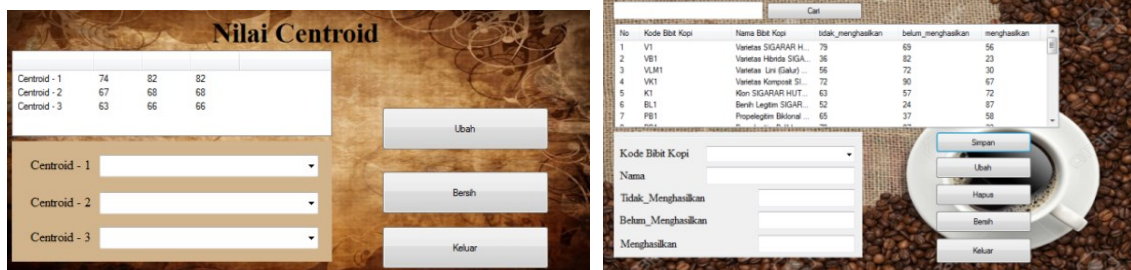 Nilai Centroid
Centroid - 1 74 82 82
Centroid - 2 67 68 68
Centroid - 3 63 66 66
Centroid - 1
Centroid - 2
Centroid - 3
Ubah
Bersih
Keluar
Cari
No Kode Bibit Kopi Nama Bibit Kopi tidak_menghasilkan belum_menghasilkan menghasilkan
1 V1 Varietas SIGARAR H... 79 69 56
2 VB1 Varietas Hibrida SIGA... 36 82 23
3 VLM1 Varietas Lini (Galur) ... 56 72 30
4 VK1 Varietas Komposit SI... 72 90 67
5 K1 Klon SIGARAR HUT... 63 57 72
6 BL1 Benih Legitim SIGAR... 52 24 87
7 PB1 Propelegitim Biklonal ... 65 37 58
Kode Bibit Kopi
Nama
Tidak_Menghasilkan
Belum_Menghasilkan
Menghasilkan
Simpan
Ubah
Hapus
Bersih
Keluar